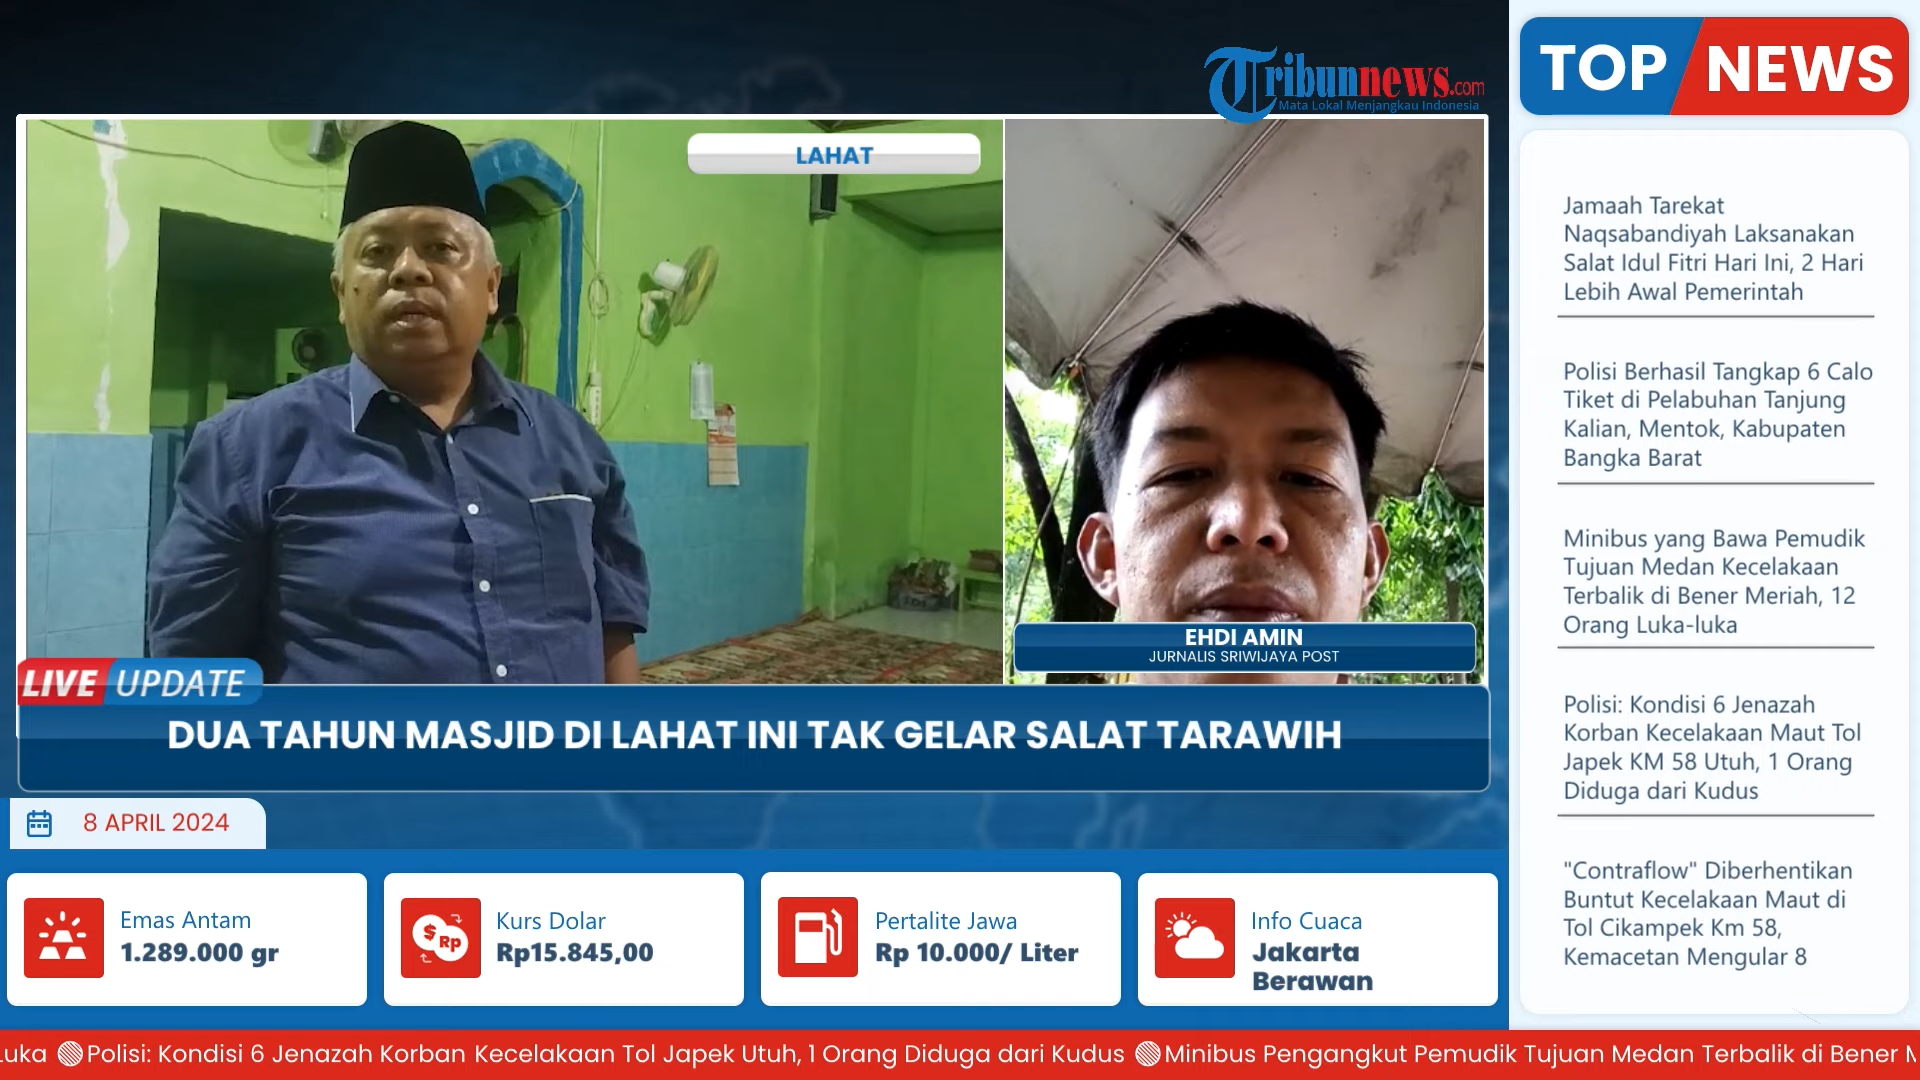 Tribunnews.com
Mata Lokal Menjangkau Indonesia
LAHAT
EHDI AMIN
JURNALIS SRIWIJAYA POST
LIVE UPDATE
DUA TAHUN MASJID DI LAHAT INI TAK GELAR SALAT TARAWIH
8 APRIL 2024
Emas Antam
1.289.000 gr
Kurs Dolar
Rp15.845,00
Pertalite Jawa
Rp 10.000/ Liter
Info Cuaca
Jakarta
Berawan
TOP NEWS
Jamaah Tarekat
Naqsabandiyah Laksanakan
Salat Idul Fitri Hari Ini, 2 Hari
Lebih Awal Pemerintah
Polisi Berhasil Tangkap 6 Calo
Tiket di Pelabuhan Tanjung
Kalian, Mentok, Kabupaten
Bangka Barat
Minibus yang Bawa Pemudik
Tujuan Medan Kecelakaan
Terbalik di Bener Meriah, 12
Orang Luka-luka
Polisi: Kondisi 6 Jenazah
Korban Kecelakaan Maut Tol
Japek KM 58 Utuh, 1 Orang
Diduga dari Kudus
"Contraflow" Diberhentikan
Buntut Kecelakaan Maut di
Tol Cikampek Km 58,
Kemacetan Mengular 8
Luka Polisi: Kondisi 6 Jenazah Korban Kecelakaan Tol Japek Utuh, 1 Orang Diduga dari Kudus Minibus Pengangkut Pemudik Tujuan Medan Terbalik di Bener